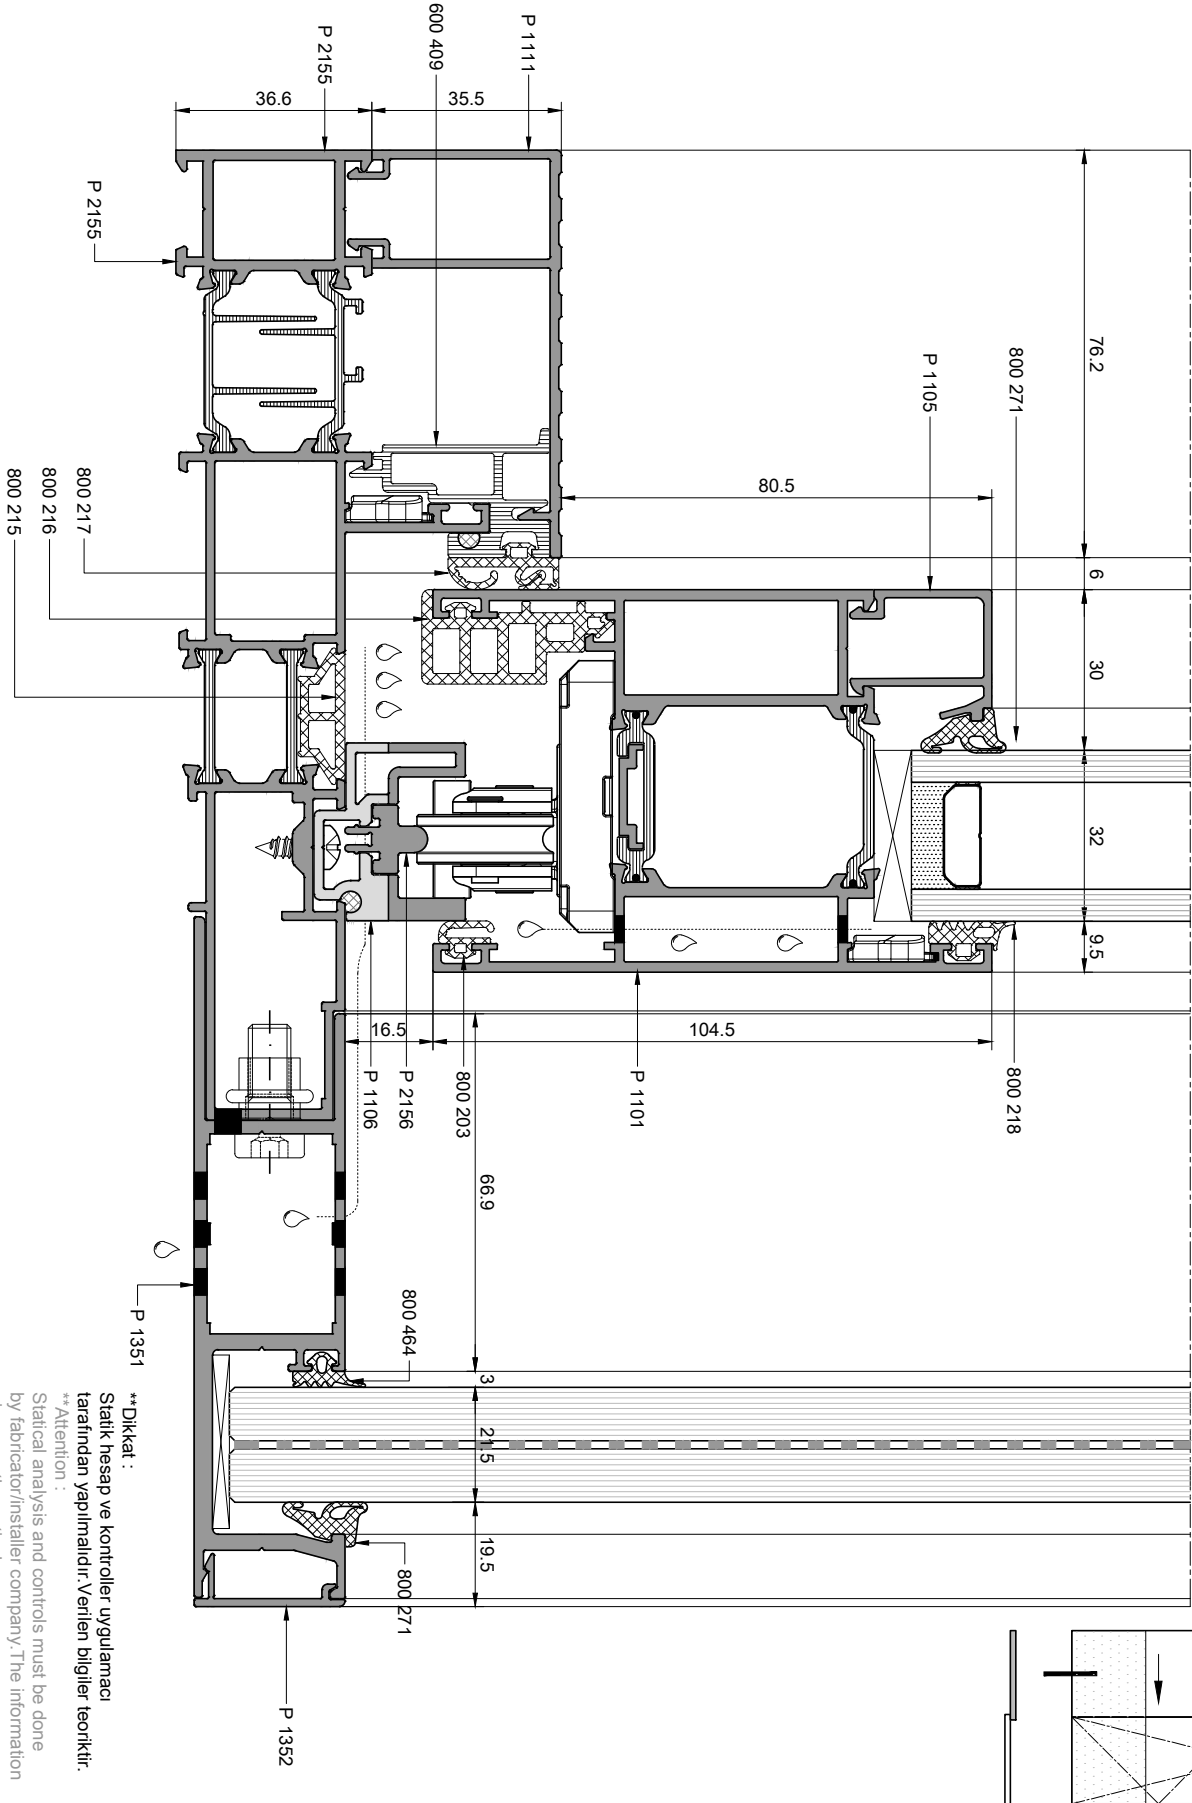 P 2155
36.6
35.5
600 409
P 1111
P 2155
76.2
P 1105
800 271
80.5
6
30
32
9.5
800 217
800 216
800 215
16.5
104.5
P 1106
P 2156
800 203
P 1101
800 218
66.9
P 1351
800 464
3
21.5
19.5
800 271
P 1352
**Dikkat :
Statik hesap ve kontroller uygulamacı
tarafından yapılmalıdır.Verilen bilgiler teoriktir.
**Attention :
Statical analysis and controls must be done
by fabricator/installer company.The information